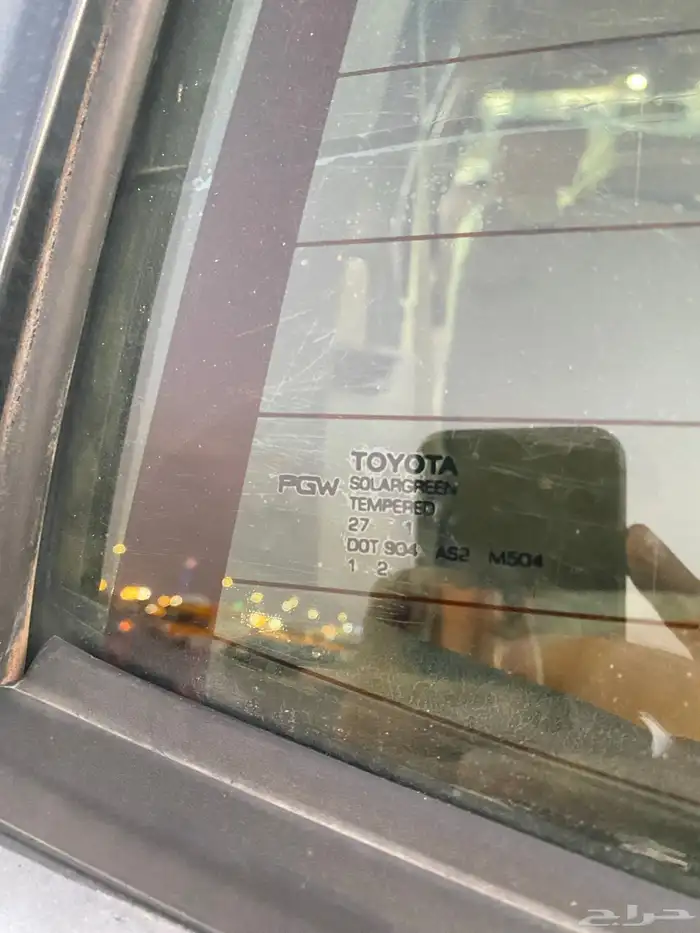 TOYOTA
PGW SOLARGREEN
TEMPERED
27 1
DOT 904 AS2 M504
1 2
حراج